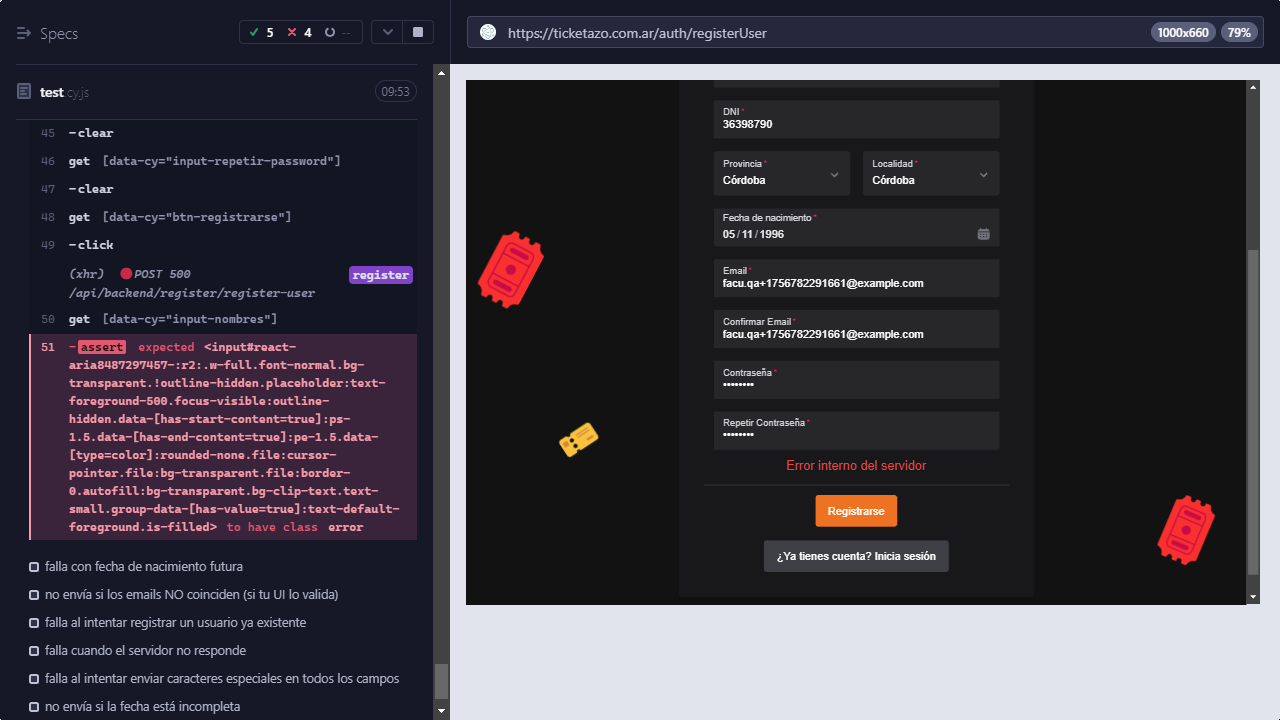 Specs
5
4
--
test.cy.js
09:53
45 -clear
46 get [data-cy="input-repetir-password"]
47 -clear
48 get [data-cy="btn-registrarse"]
49 -click
(xhr) POST 500
register
/api/backend/register/register-user
50 get [data-cy="input-nombres"]
51 -assert expected <input#react-
aria8487297457-:r2:.w-full.font-normal.bg-
transparent.!outline-hidden.placeholder:text-
foreground-500.focus-visible:outline-
hidden.data-[has-start-content=true]:ps-
1.5.data-[has-end-content=true]:pe-1.5.data-
[type=color]:rounded-none.file:cursor-
pointer.file:bg-transparent.file:border-
0.autofill:bg-transparent.bg-clip-text.text-
small.group-data-[has-value=true]:text-default-
foreground.is-filled> to have class error
falla con fecha de nacimiento futura
no envía si los emails NO coinciden (si tu UI lo valida)
falla al intentar registrar un usuario ya existente
falla cuando el servidor no responde
falla al intentar enviar caracteres especiales en todos los campos
no envía si la fecha está incompleta
https://ticketazo.com.ar/auth/registerUser
1000x660
79%
DNI*
36398790
Provincia*
Córdoba
Localidad*
Córdoba
Fecha de nacimiento*
05/11/1996
Email*
facu.qa+1756782291661@example.com
Confirmar Email*
facu.qa+1756782291661@example.com
Contraseña*
••••••••
Repetir Contraseña*
••••••••
Error interno del servidor
Registrarse
¿Ya tienes cuenta? Inicia sesión